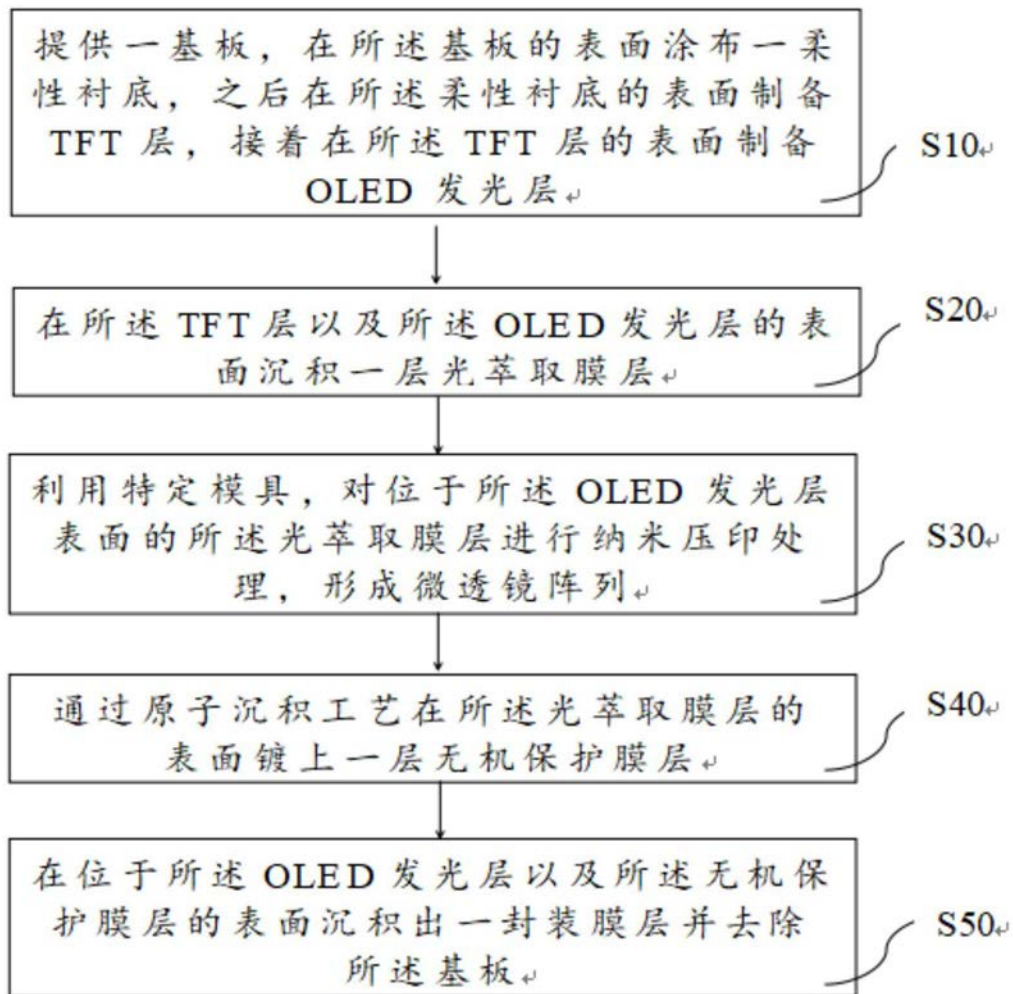 提供一基板，在所述基板的表面涂布一柔
性衬底，之后在所述柔性衬底的表面制备
TFT 层，接着在所述 TFT 层的表面制备
OLED 发光层↵
S10↵
在所述 TFT 层以及所述 OLED 发光层的表
面沉积一层光萃取膜层↵
S20↵
利用特定模具，对位于所述 OLED 发光层
表面的所述光萃取膜层进行纳米压印处
理，形成微透镜阵列↵
S30↵
通过原子沉积工艺在所述光萃取膜层的
表面镀上一层无机保护膜层↵
S40↵
在位于所述 OLED 发光层以及所述无机保
护膜层的表面沉积出一封装膜层并去除
所述基板↵
S50↵